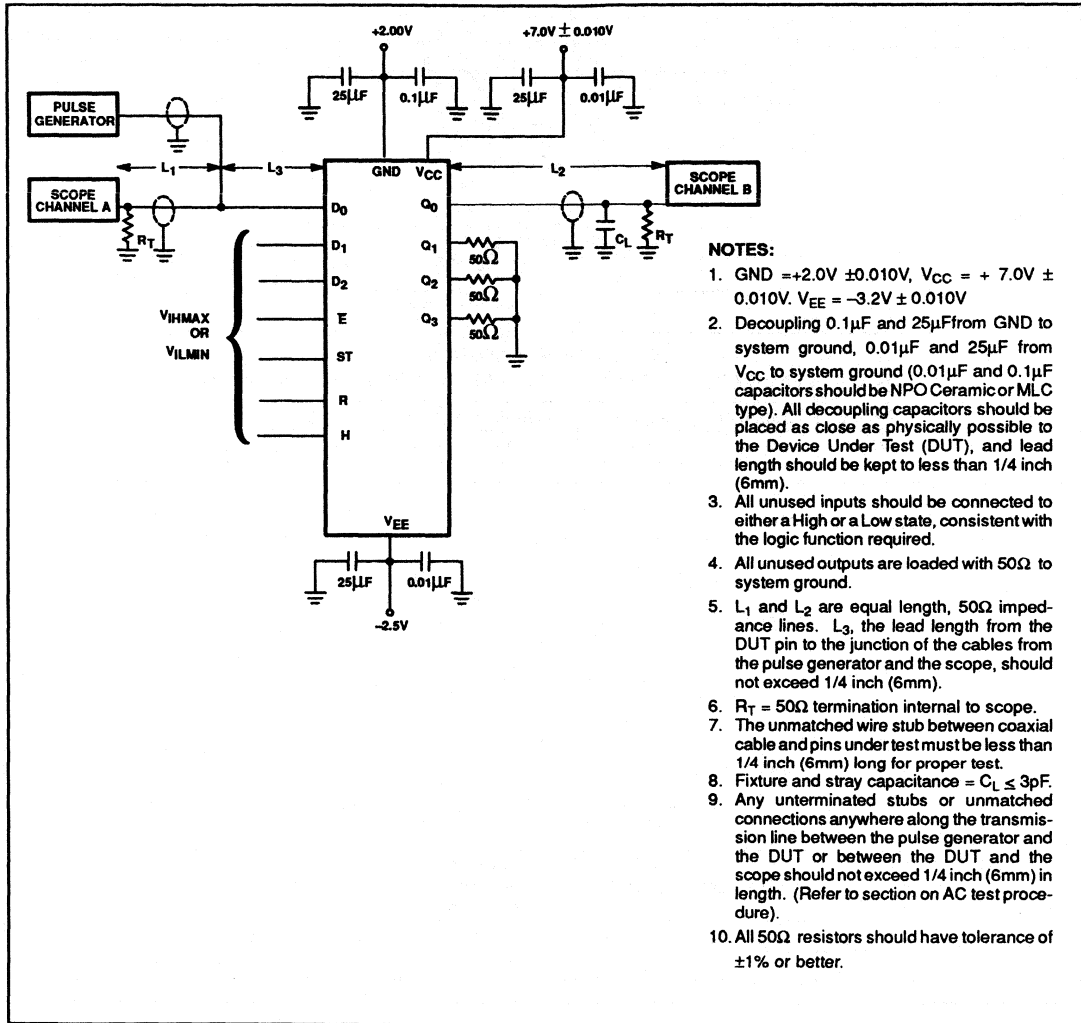 +2.00V
+7.0V ± 0.010V
25μF
0.1μF
25μF
0.01μF
PULSE
GENERATOR
L1
L3
L2
GND
VCC
SCOPE
CHANNEL A
SCOPE
CHANNEL B
D0
Q0
RT
CL
RT
D1
Q1
50Ω
D2
Q2
50Ω
E̅
Q3
50Ω
VIHMAX
OR
VILMIN
ST
R
H
VEE
25μF
0.01μF
–2.5V
NOTES:
1. GND =+2.0V ±0.010V, VCC = + 7.0V ±
0.010V. VEE = –3.2V ± 0.010V
2. Decoupling 0.1μF and 25μFfrom GND to
system ground, 0.01μF and 25μF from
VCC to system ground (0.01μF and 0.1μF
capacitors should be NPO Ceramic or MLC
type). All decoupling capacitors should be
placed as close as physically possible to
the Device Under Test (DUT), and lead
length should be kept to less than 1/4 inch
(6mm).
3. All unused inputs should be connected to
either a High or a Low state, consistent with
the logic function required.
4. All unused outputs are loaded with 50Ω to
system ground.
5. L1 and L2 are equal length, 50Ω imped-
ance lines. L3, the lead length from the
DUT pin to the junction of the cables from
the pulse generator and the scope, should
not exceed 1/4 inch (6mm).
6. RT = 50Ω termination internal to scope.
7. The unmatched wire stub between coaxial
cable and pins under test must be less than
1/4 inch (6mm) long for proper test.
8. Fixture and stray capacitance = CL ≤ 3pF.
9. Any unterminated stubs or unmatched
connections anywhere along the transmis-
sion line between the pulse generator and
the DUT or between the DUT and the
scope should not exceed 1/4 inch (6mm) in
length. (Refer to section on AC test proce-
dure).
10. All 50Ω resistors should have tolerance of
±1% or better.